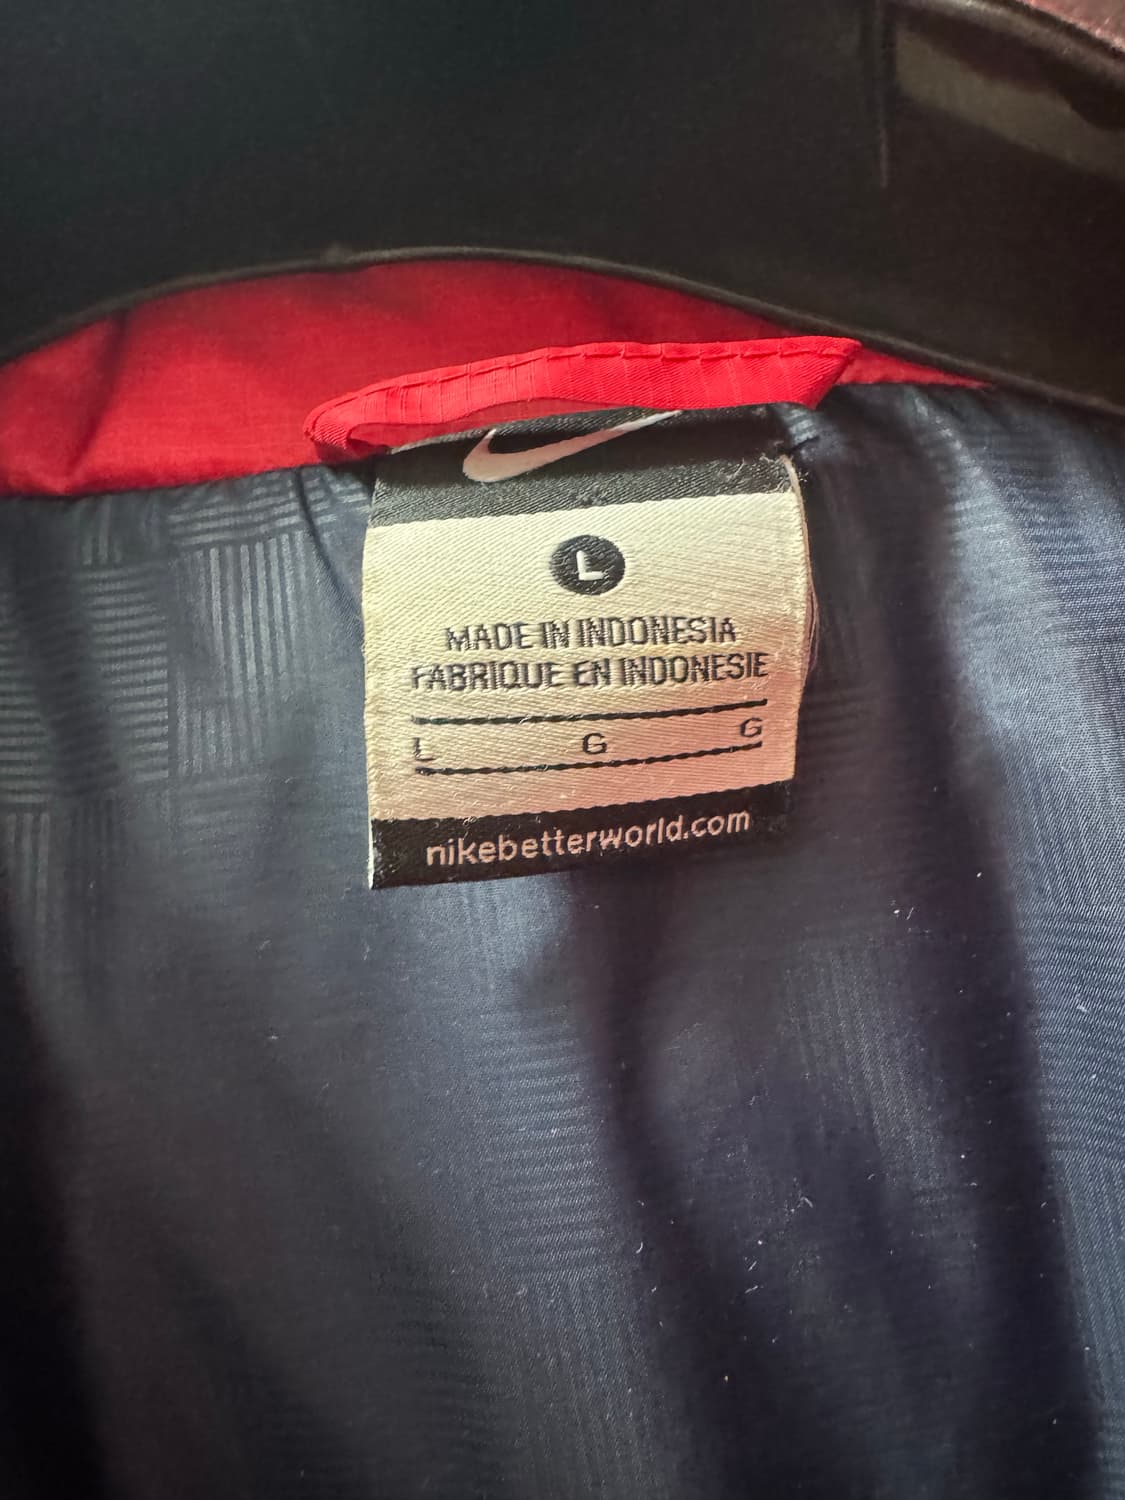 L
MADE IN INDONESIA
FABRIQUE EN INDONESIE
L G G
nikebetterworld.com